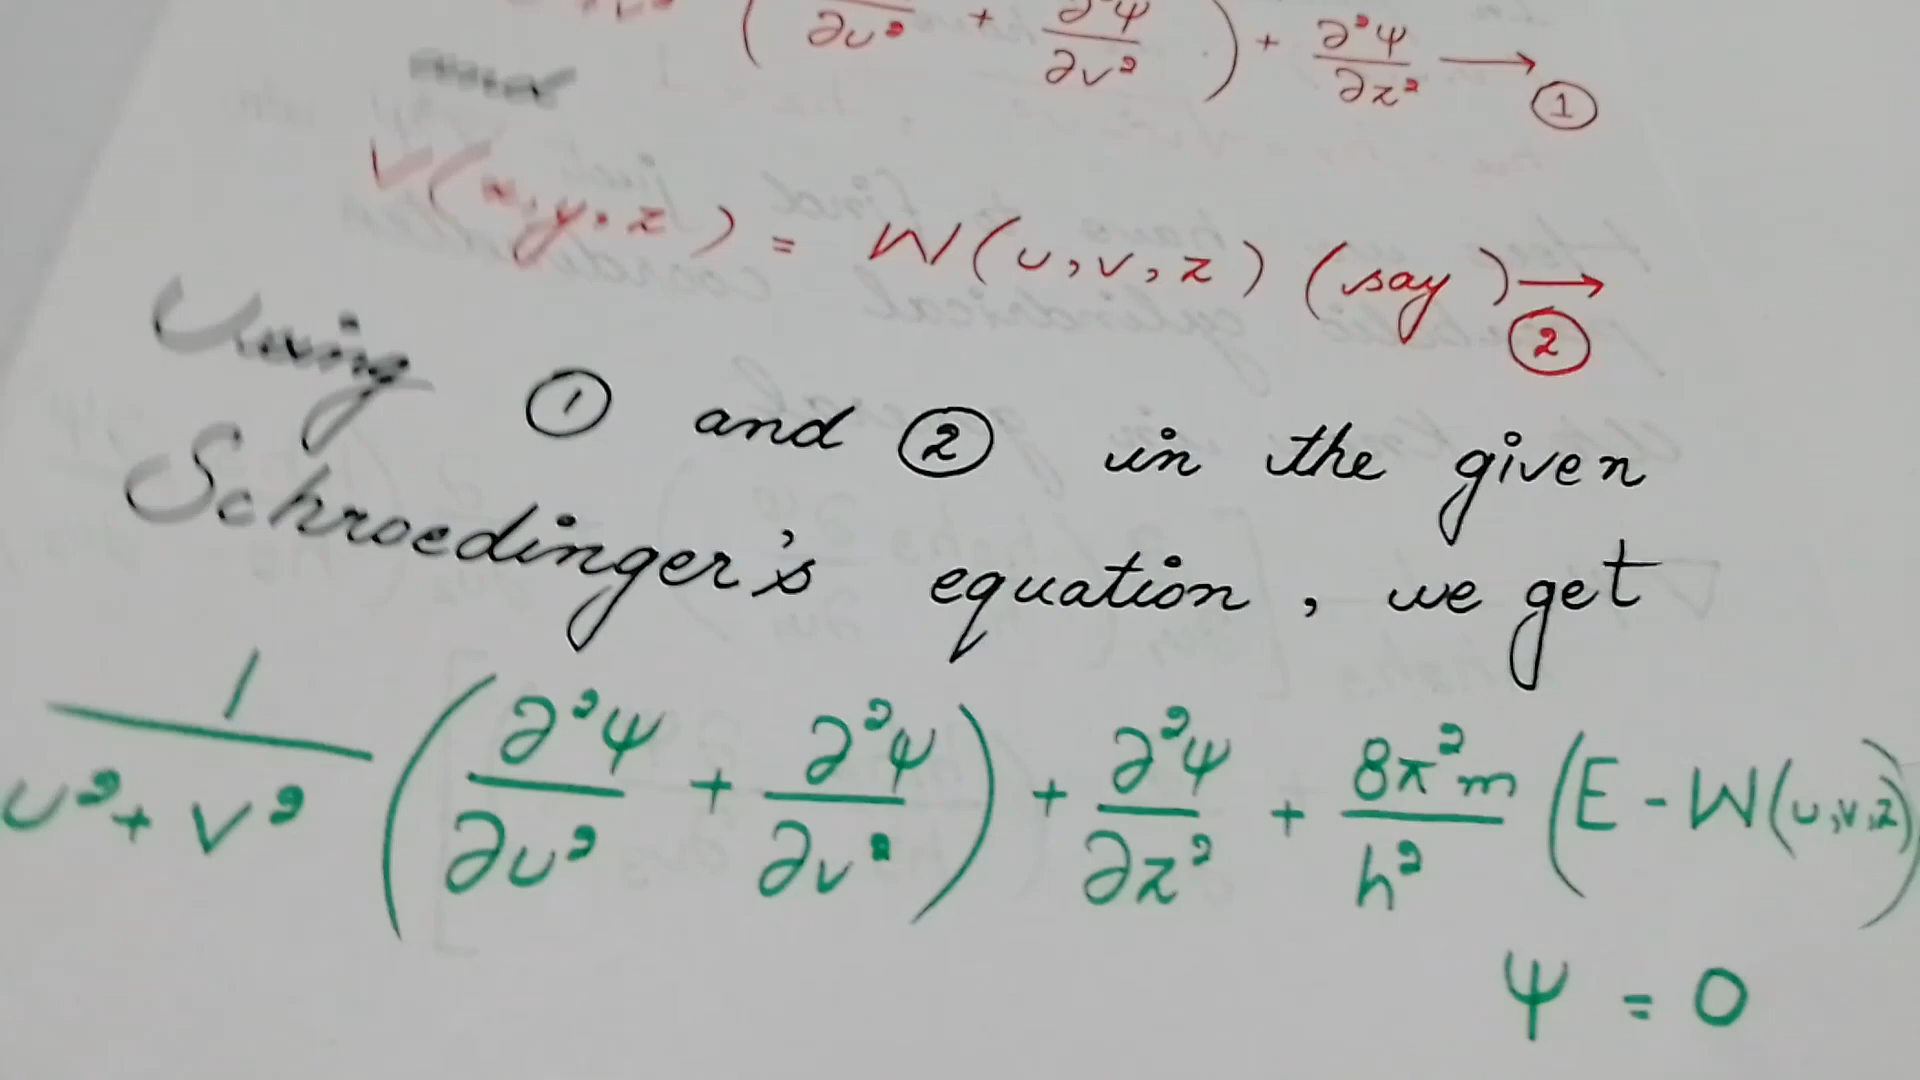 ( ∂u² + ∂²ψ/∂v² ) + ∂²ψ/∂z² → ①
and
V(x,y,z) = W(u,v,z) (say) → ②
Using ① and ② in the given
Schroedinger's equation, we get
1/(u²+v²) (∂²ψ/∂u² + ∂²ψ/∂v²) + ∂²ψ/∂z² + 8π²m/h² (E - W(u,v,z))
ψ = 0